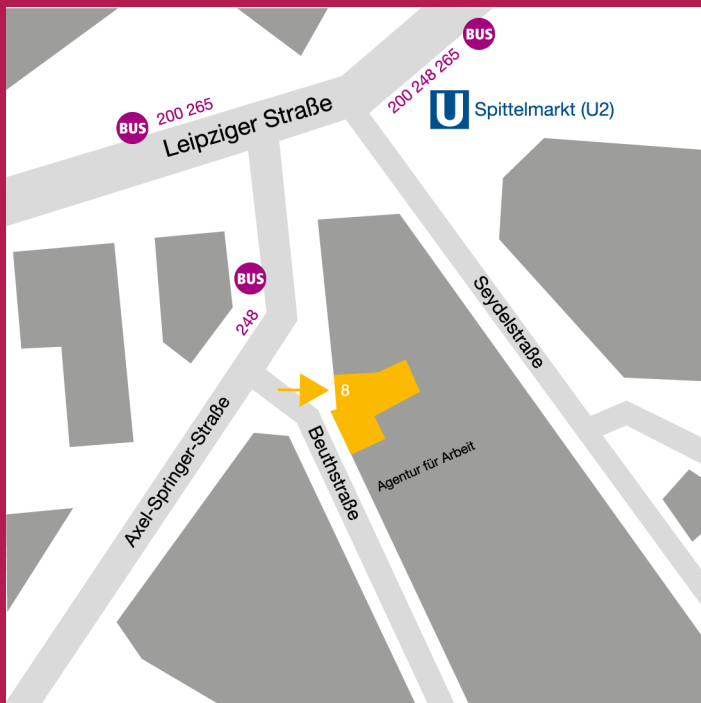 BUS
200 248 265
BUS
200 265
U
Spittelmarkt (U2)
Leipziger Straße
BUS
248
Seydelstraße
8
Axel-Springer-Straße
Beuthstraße
Agentur für Arbeit